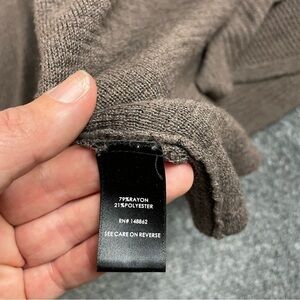 79%RAYON
21%POLYESTER
RN# 148862
SEE CARE ON REVERSE